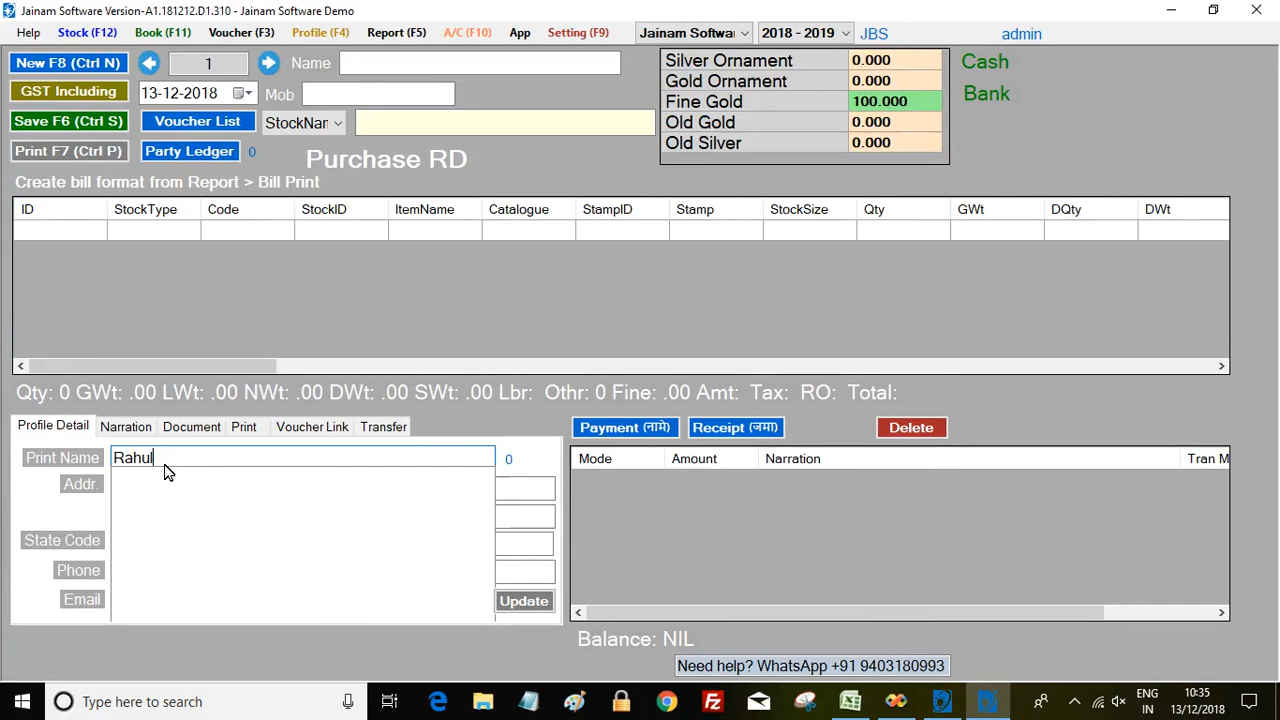 Jainam Software Version-A1.181212.D1.310 - Jainam Software Demo
Help Stock (F12) Book (F11) Voucher (F3) Profile (F4) Report (F5) A/C (F10) App Setting (F9) Jainam Softwar 2018 - 2019 JBS admin
New F8 (Ctrl N) 1 Name
GST Including 13-12-2018 Mob
Save F6 (Ctrl S) Voucher List StockNar
Print F7 (Ctrl P) Party Ledger 0 Purchase RD
Silver Ornament 0.000 Cash
Gold Ornament 0.000
Fine Gold 100.000 Bank
Old Gold 0.000
Old Silver 0.000
Create bill format from Report > Bill Print
ID StockType Code StockID ItemName Catalogue StampID Stamp StockSize Qty GWt DQty DWt
Qty: 0 GWt: .00 LWt: .00 NWt: .00 DWt: .00 SWt: .00 Lbr: Othr: 0 Fine: .00 Amt: Tax: RO: Total:
Profile Detail Narration Document Print Voucher Link Transfer
Print Name Rahul 0
Addr.
State Code
Phone
Email Update
Payment (नामे) Receipt (जमा) Delete
Mode Amount Narration Tran M
Balance: NIL
Need help? WhatsApp +91 9403180993
Type here to search
ENG 10:35
IN 13/12/2018